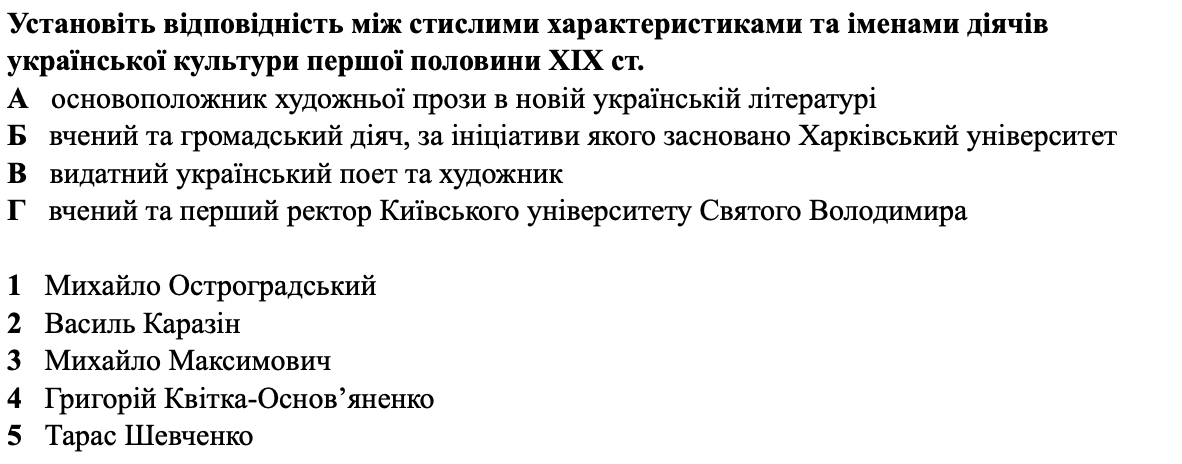 Установіть відповідність між стислими характеристиками та іменами діячів
української культури першої половини XIX ст.
А основоположник художньої прози в новій українській літературі
Б вчений та громадський діяч, за ініціативи якого засновано Харківський університет
В видатний український поет та художник
Г вчений та перший ректор Київського університету Святого Володимира
1 Михайло Остроградський
2 Василь Каразін
3 Михайло Максимович
4 Григорій Квітка-Основ’яненко
5 Тарас Шевченко